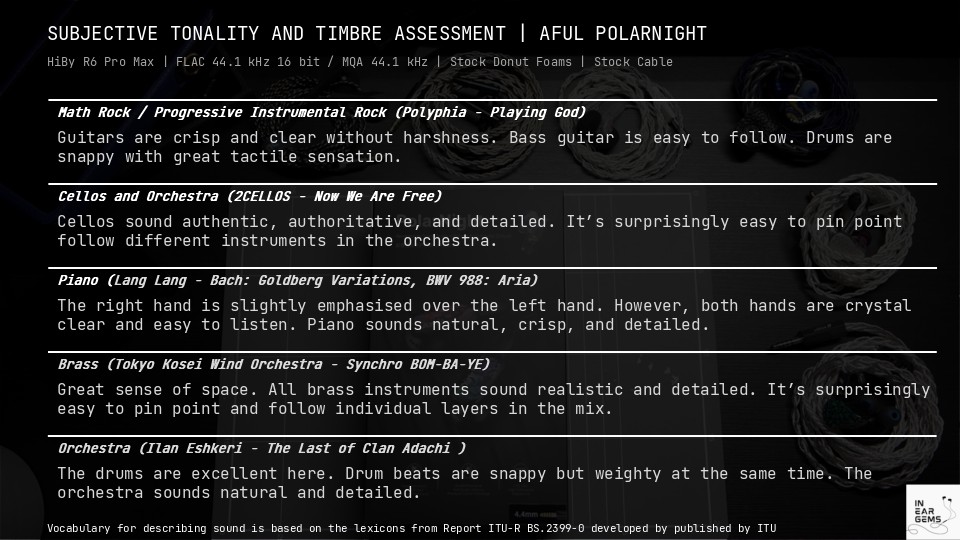 SUBJECTIVE TONALITY AND TIMBRE ASSESSMENT | AFUL POLARNIGHT
HiBy R6 Pro Max | FLAC 44.1 kHz 16 bit / MQA 44.1 kHz | Stock Donut Foams | Stock Cable
Math Rock / Progressive Instrumental Rock (Polyphia - Playing God)
Guitars are crisp and clear without harshness. Bass guitar is easy to follow. Drums are
snappy with great tactile sensation.
Cellos and Orchestra (2CELLOS - Now We Are Free)
Cellos sound authentic, authoritative, and detailed. It’s surprisingly easy to pin point
follow different instruments in the orchestra.
Piano (Lang Lang - Bach: Goldberg Variations, BWV 988: Aria)
The right hand is slightly emphasised over the left hand. However, both hands are crystal
clear and easy to listen. Piano sounds natural, crisp, and detailed.
Brass (Tokyo Kosei Wind Orchestra - Synchro BOM-BA-YE)
Great sense of space. All brass instruments sound realistic and detailed. It’s surprisingly
easy to pin point and follow individual layers in the mix.
Orchestra (Ilan Eshkeri - The Last of Clan Adachi )
The drums are excellent here. Drum beats are snappy but weighty at the same time. The
orchestra sounds natural and detailed.
Vocabulary for describing sound is based on the lexicons from Report ITU-R BS.2399-0 developed by published by ITU
IN
EAR
GEMS